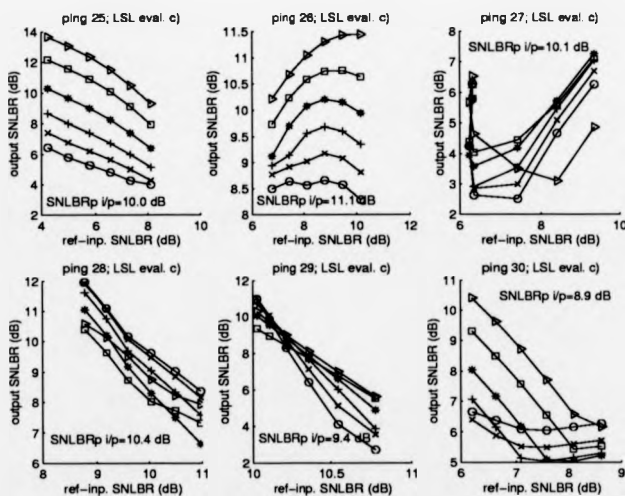 ping 25; LSL eval. c)
14
12
10
8
6
4
2
output SNLBR (dB)
SNLBRp i/p=10.0 dB
4 6 8 10
ref-inp. SNLBR (dB)
ping 26; LSL eval. c)
11.5
11
10.5
10
9.5
9
8.5
8
output SNLBR (dB)
SNLBRp i/p=11.1 dB
6 8 10 12
ref-inp. SNLBR (dB)
ping 27; LSL eval. c)
8
7
6
5
4
3
2
output SNLBR (dB)
SNLBRp i/p=10.1 dB
6 7 8 9 10
ref-inp. SNLBR (dB)
ping 28; LSL eval. c)
12
11
10
9
8
7
6
output SNLBR (dB)
SNLBRp i/p=10.4 dB
8 9 10 11
ref-inp. SNLBR (dB)
ping 29; LSL eval. c)
12
10
8
6
4
2
output SNLBR (dB)
SNLBRp i/p=9.4 dB
10 10.5 11
ref-inp. SNLBR (dB)
ping 30; LSL eval. c)
11
10
9
8
7
6
5
output SNLBR (dB)
SNLBRp i/p=8.9 dB
6 7 8 9
ref-inp. SNLBR (dB)